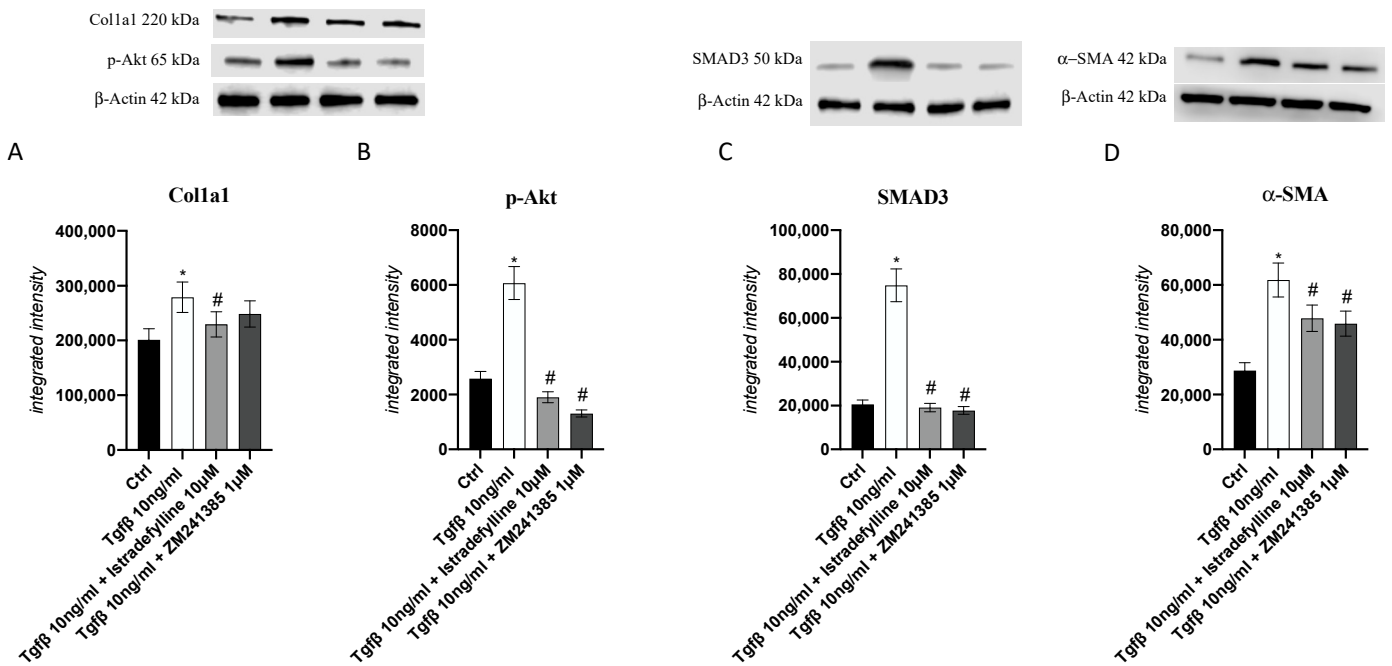 Col1a1 220 kDa
p-Akt 65 kDa
β-Actin 42 kDa
SMAD3 50 kDa
β-Actin 42 kDa
α–SMA 42 kDa
β-Actin 42 kDa
A
Col1a1
integrated intensity
400,000
300,000
200,000
100,000
0
*
#
Ctrl
Tgfβ 10ng/ml
Tgfβ 10ng/ml + Istradefylline 10µM
Tgfβ 10ng/ml + ZM241385 1µM
B
p-Akt
integrated intensity
8000
6000
4000
2000
0
*
#
#
Ctrl
Tgfβ 10ng/ml
Tgfβ 10ng/ml + Istradefylline 10µM
Tgfβ 10ng/ml + ZM241385 1µM
C
SMAD3
integrated intensity
100,000
80,000
60,000
40,000
20,000
0
*
#
#
Ctrl
Tgfβ 10ng/ml
Tgfβ 10ng/ml + Istradefylline 10µM
Tgfβ 10ng/ml + ZM241385 1µM
D
α-SMA
integrated intensity
80,000
60,000
40,000
20,000
0
*
#
#
Ctrl
Tgfβ 10ng/ml
Tgfβ 10ng/ml + Istradefylline 10µM
Tgfβ 10ng/ml + ZM241385 1µM